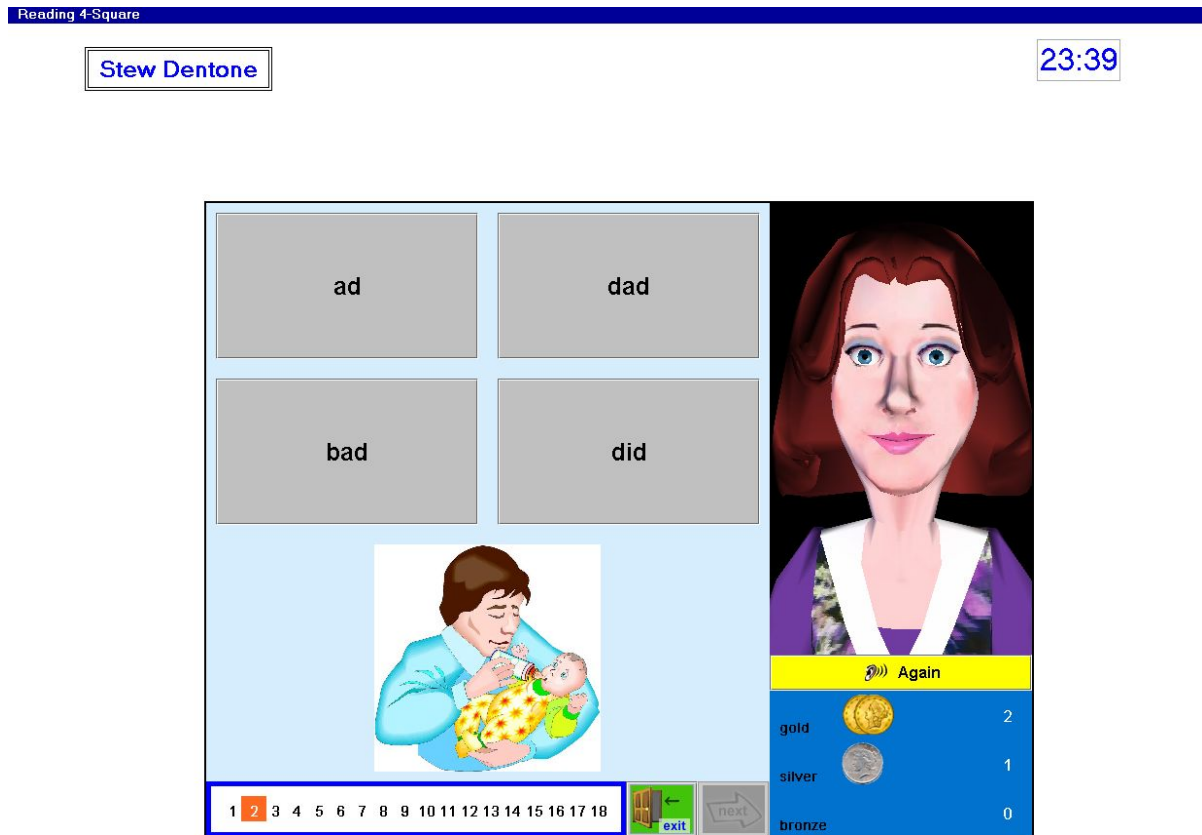 Reading 4-Square
Stew Dentone
23:39
ad
dad
bad
did
Again
gold 2
silver 1
bronze 0
1 2 3 4 5 6 7 8 9 10 11 12 13 14 15 16 17 18
exit
next